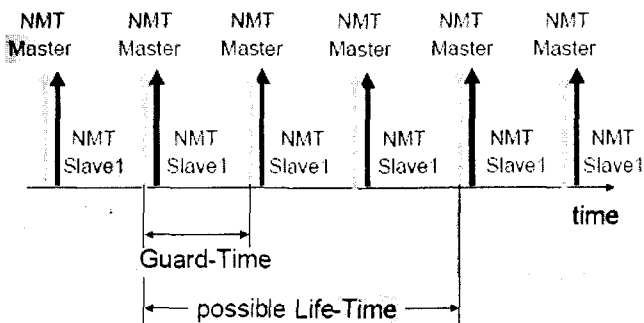 NMT NMT NMT NMT NMT NMT
Master Master Master Master Master Master
NMT NMT NMT NMT NMT NMT
Slave1 Slave1 Slave1 Slave1 Slave1 Slave1
time
Guard-Time
possible Life-Time